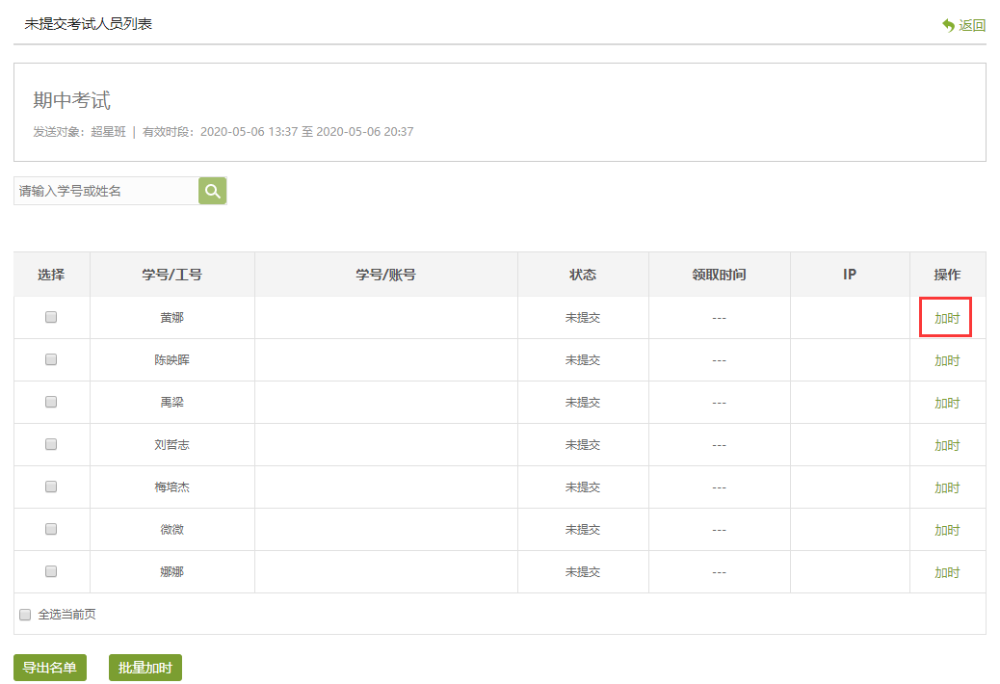 未提交考试人员列表
返回
期中考试
发送对象：超星班 | 有效时段：2020-05-06 13:37 至 2020-05-06 20:37
请输入学号或姓名
选择 学号/工号 学号/账号 状态 领取时间 IP 操作
黄娜 未提交 --- 加时
陈映晖 未提交 --- 加时
禹梁 未提交 --- 加时
刘哲志 未提交 --- 加时
梅培杰 未提交 --- 加时
微微 未提交 --- 加时
娜娜 未提交 --- 加时
全选当前页
导出名单 批量加时